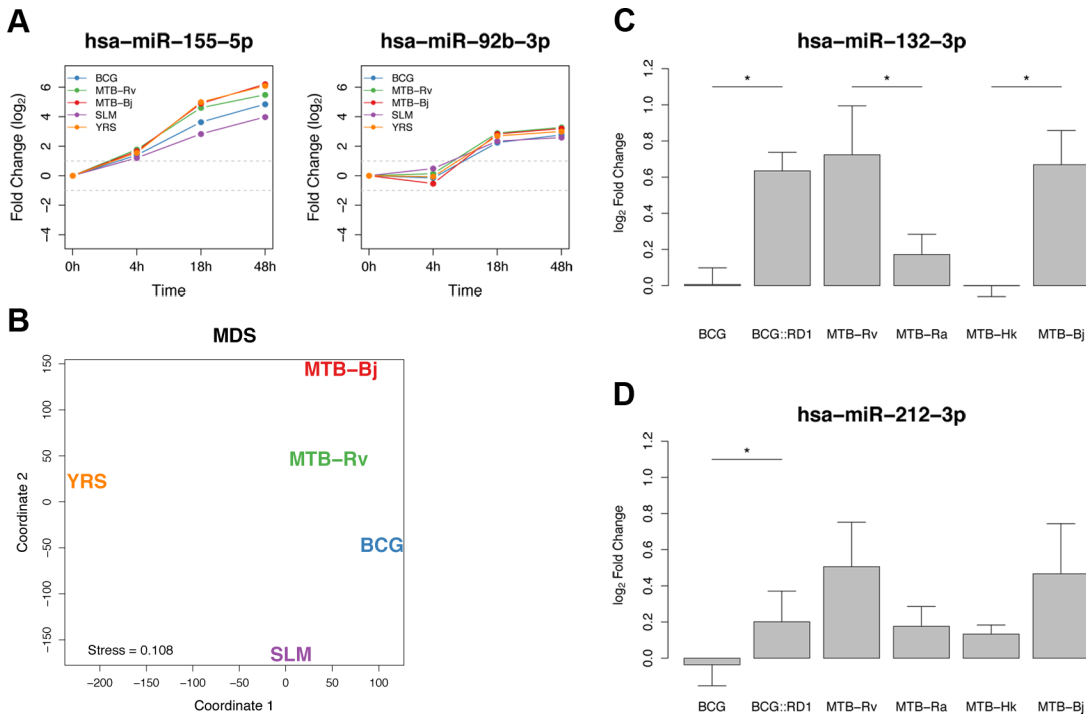 A
hsa-miR-155-5p
hsa-miR-92b-3p
Fold Change (log2)
6
4
2
0
-2
-4
BCG
MTB-Rv
MTB-Bj
SLM
YRS
0h
4h
18h
48h
Time
Fold Change (log2)
6
4
2
0
-2
-4
BCG
MTB-Rv
MTB-Bj
SLM
YRS
0h
4h
18h
48h
Time
B
MDS
Coordinate 2
150
100
50
0
-50
-100
-150
MTB-Bj
MTB-Rv
YRS
BCG
SLM
Stress = 0.108
-200
-150
-100
-50
0
50
100
Coordinate 1
C
hsa-miR-132-3p
log2 Fold Change
1.2
1.0
0.8
0.6
0.4
0.2
0.0
*
*
*
BCG
BCG::RD1
MTB-Rv
MTB-Ra
MTB-Hk
MTB-Bj
D
hsa-miR-212-3p
log2 Fold Change
1.2
1.0
0.8
0.6
0.4
0.2
0.0
*
BCG
BCG::RD1
MTB-Rv
MTB-Ra
MTB-Hk
MTB-Bj